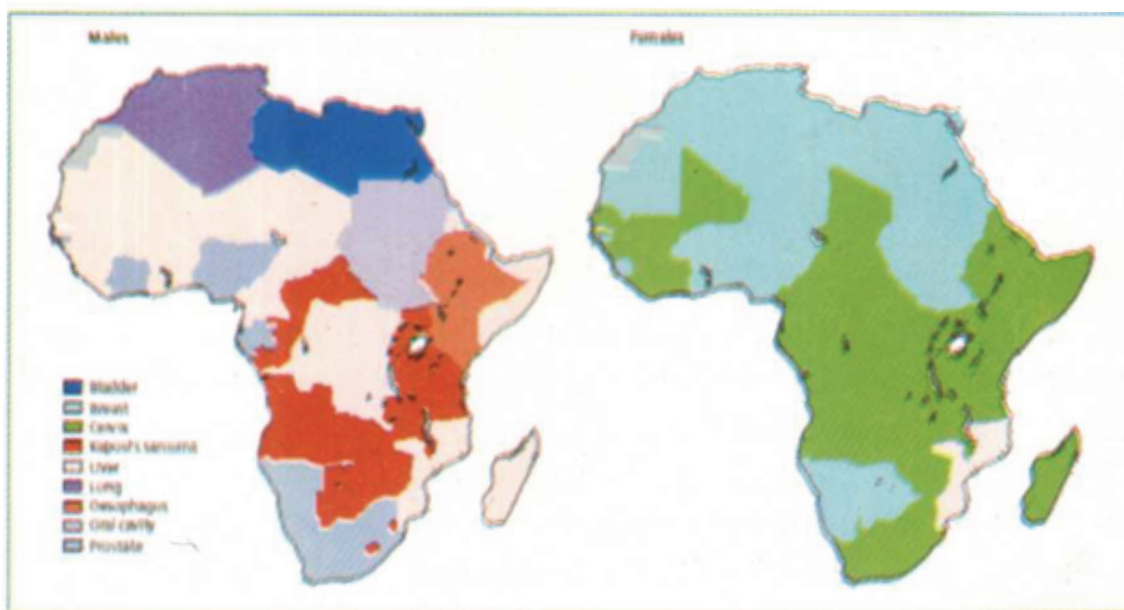 Males
Females
Bladder
Breast
Cervix
Kaposi's sarcoma
Liver
Lung
Oesophagus
Oral cavity
Prostate